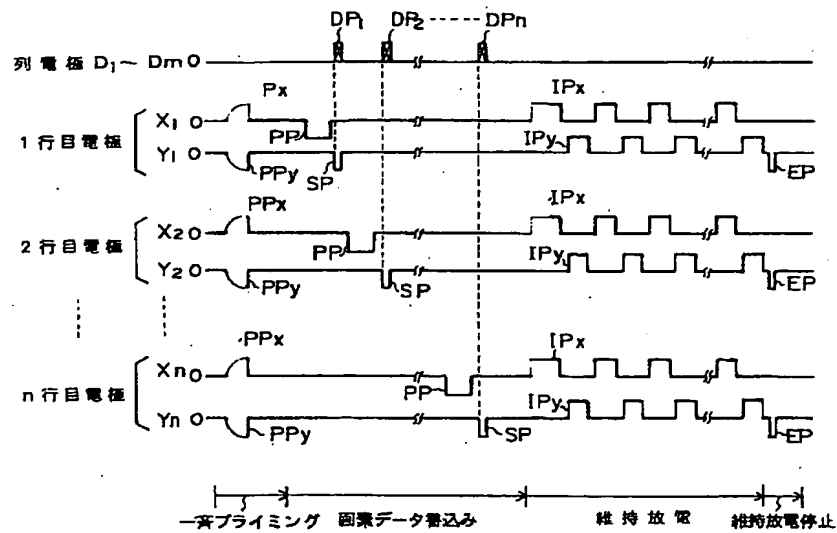 DP1 DP2 DPn
列電極 D1～Dm 0
Px IPx
1行目電極
X1 0 PP IPy
Y1 0 PPy SP EP
PPx IPx
2行目電極
X2 0 PP IPy
Y2 0 PPy SP EP
PPx IPx
n行目電極
Xn 0 PP IPy
Yn 0 PPy SP EP
一斉プライミング 画素データ書込み 維持放電 維持放電停止